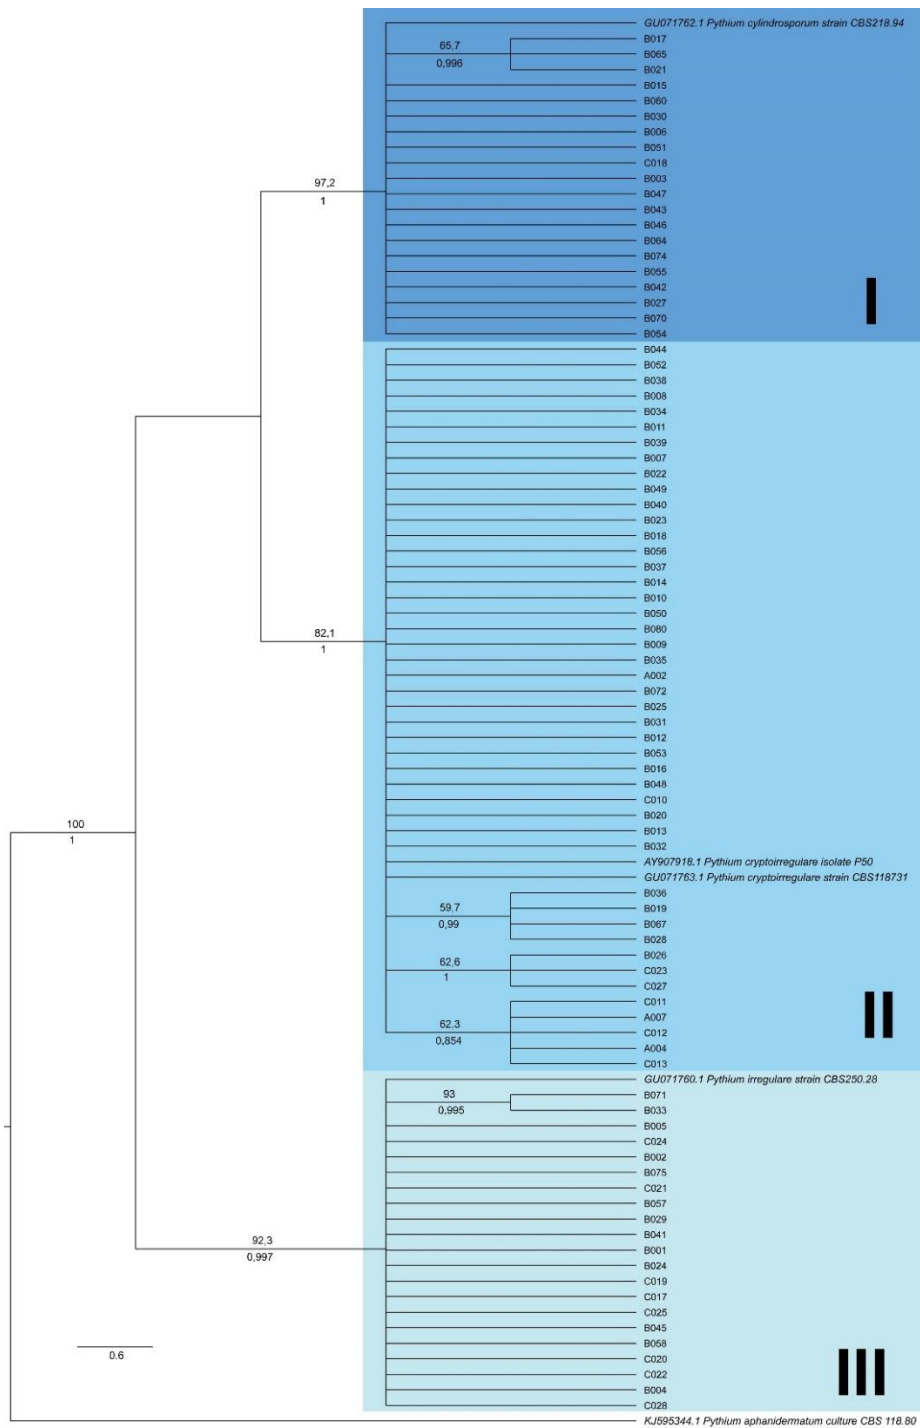 GU071762.1 Pythium cylindrosporum strain CBS218.94
B017
65,7
B065
0,996
B021
B015
B060
B030
B006
B051
C018
B003
97,2
B047
1
B043
B046
B064
B074
B055
B042
B027
I
B070
B054
B044
B052
B038
B008
B034
B011
B039
B007
B022
B049
B040
B023
B018
B056
B037
B014
B010
B050
B080
82,1
B009
1
B035
A002
B072
B025
B031
B012
B053
B016
B048
C010
B020
100
B013
1
B032
AY907918.1 Pythium cryptoirregulare isolate P50
GU071763.1 Pythium cryptoirregulare strain CBS118731
B036
59,7
B019
0,99
B067
B028
B026
62,6
C023
1
C027
C011
II
A007
62,3
C012
0,854
A004
C013
GU071760.1 Pythium irregulare strain CBS250.28
93
B071
0,995
B033
B005
C024
B002
B075
C021
B057
B029
B041
92,3
B001
0,997
B024
C019
C017
C025
B045
B058
0.6
C020
III
C022
B004
C028
KJ595344.1 Pythium aphanidermatum culture CBS 118.80